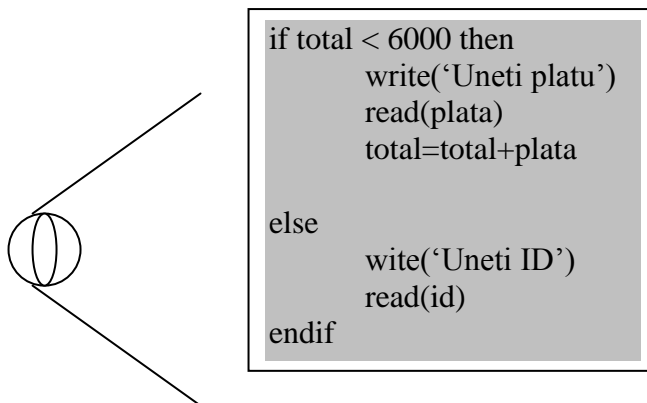 if total < 6000 then
write(‘Uneti platu’)
read(plata)
total=total+plata
else
wite(‘Uneti ID’)
read(id)
endif